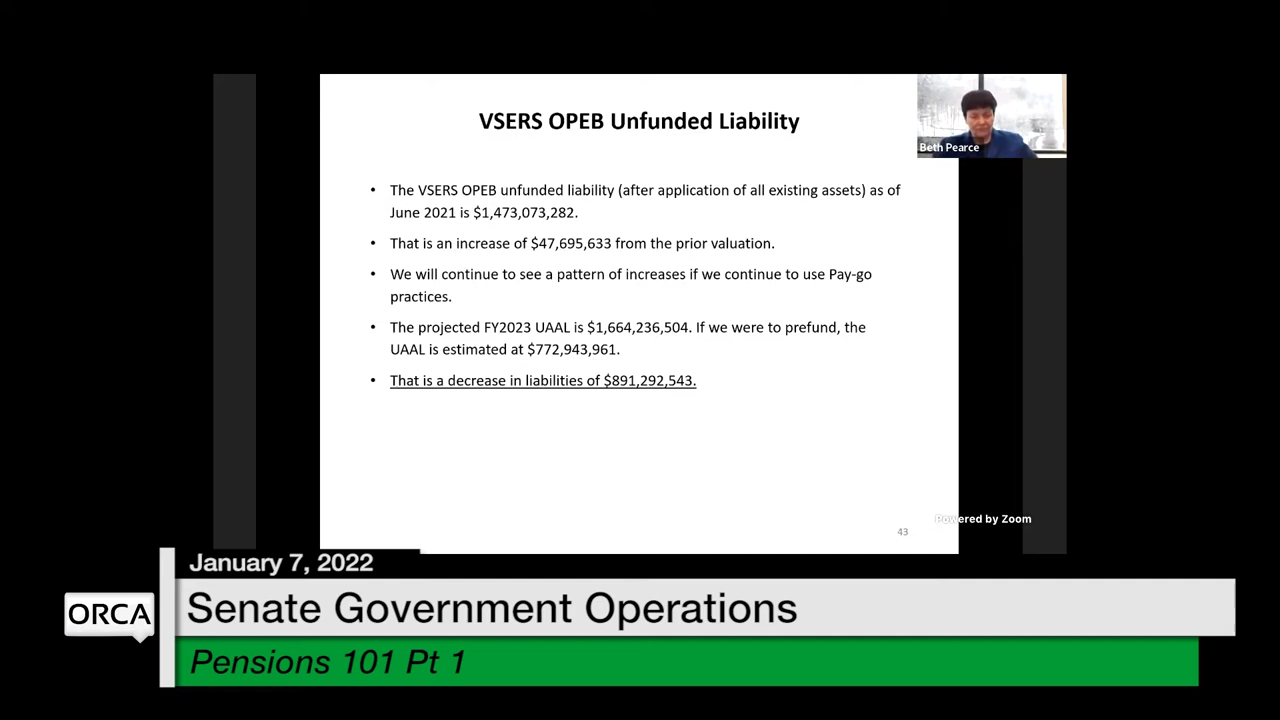 VSERS OPEB Unfunded Liability
Beth Pearce
• The VSERS OPEB unfunded liability (after application of all existing assets) as of
June 2021 is $1,473,073,282.
• That is an increase of $47,695,633 from the prior valuation.
• We will continue to see a pattern of increases if we continue to use Pay-go
practices.
• The projected FY2023 UAAL is $1,664,236,504. If we were to prefund, the
UAAL is estimated at $772,943,961.
• That is a decrease in liabilities of $891,292,543.
43
Powered by Zoom
January 7, 2022
ORCA
Senate Government Operations
Pensions 101 Pt 1